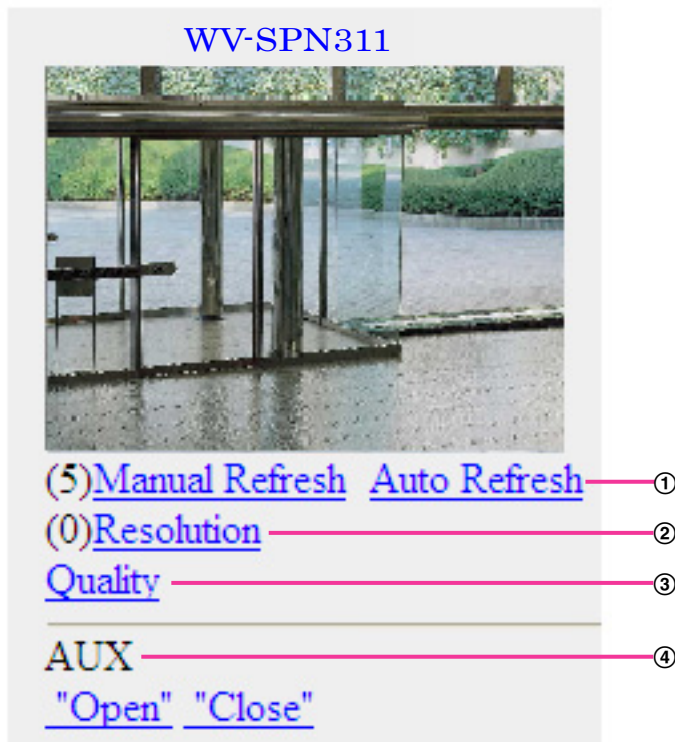 WV-SPN311
(5)Manual Refresh Auto Refresh ①
(0)Resolution ②
Quality ③
AUX ④
"Open" "Close"